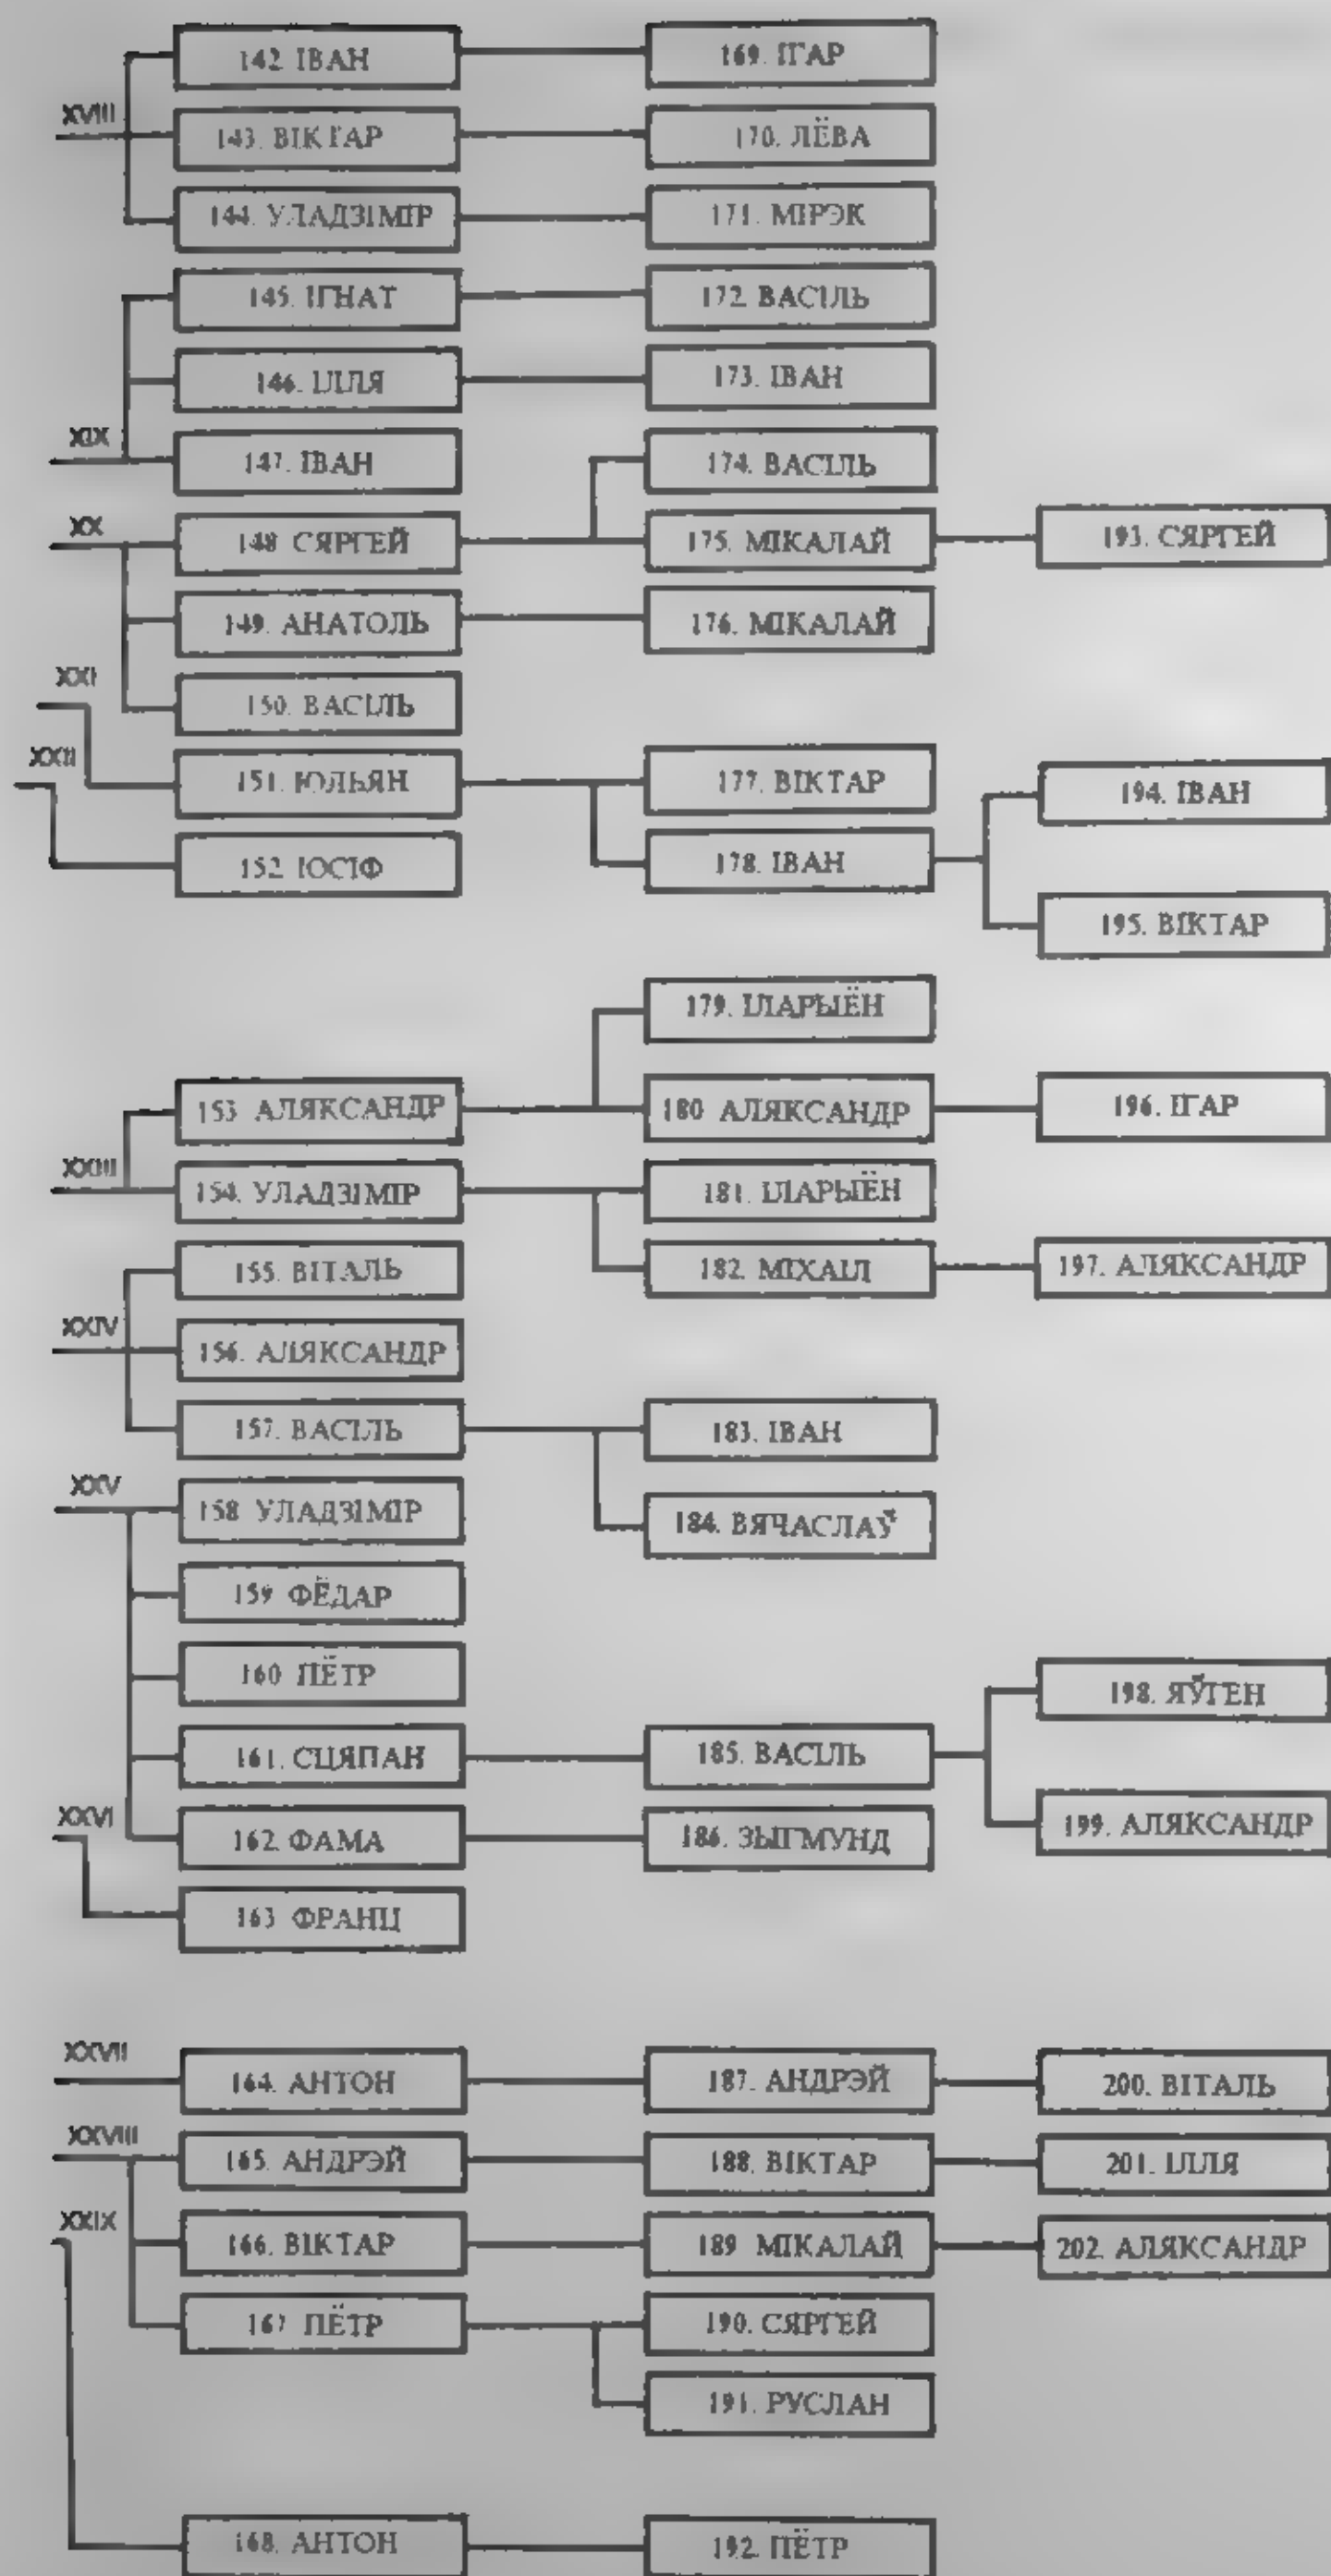 XVIII
142. ІВАН
169. ІГАР
143. ВІКТАР
170. ЛЁВА
144. УЛАДЗІМІР
171. МІРЭК
145. ІГНАТ
172. ВАСІЛЬ
146. ІЛЛЯ
173. ІВАН
XIX
147. ІВАН
174. ВАСІЛЬ
XX
148. СЯРГЕЙ
175. МІКАЛАЙ
193. СЯРГЕЙ
149. АНАТОЛЬ
176. МІКАЛАЙ
XXI
150. ВАСІЛЬ
XXII
151. ЮЛЬЯН
177. ВІКТАР
194. ІВАН
152. ІОСІФ
178. ІВАН
195. ВІКТАР
179. ІЛАРЫЁН
153. АЛЯКСАНДР
180. АЛЯКСАНДР
196. ІГАР
XXIII
154. УЛАДЗІМІР
181. ІЛАРЫЁН
155. ВІТАЛЬ
182. МІХАІЛ
197. АЛЯКСАНДР
XXIV
156. АЛЯКСАНДР
157. ВАСІЛЬ
183. ІВАН
XXV
158. УЛАДЗІМІР
184. ВЯЧАСЛАЎ
159. ФЁДАР
160. ПЁТР
198. ЯЎГЕН
161. СЦЯПАН
185. ВАСІЛЬ
XXVI
162. ФАМА
186. ЗЫГМУНД
199. АЛЯКСАНДР
163. ФРАНЦ
XXVII
164. АНТОН
187. АНДРЭЙ
200. ВІТАЛЬ
XXVIII
165. АНДРЭЙ
188. ВІКТАР
201. ІЛЛЯ
XXIX
166. ВІКТАР
189. МІКАЛАЙ
202. АЛЯКСАНДР
167. ПЁТР
190. СЯРГЕЙ
191. РУСЛАН
168. АНТОН
192. ПЁТР